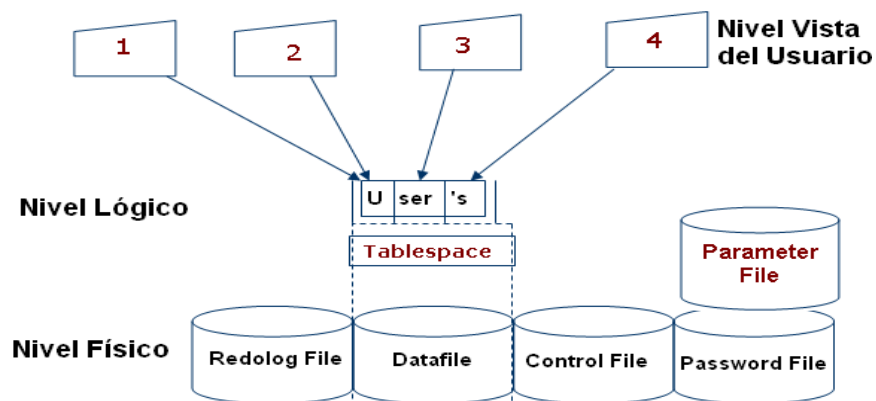 1
2
3
4
Nivel Vista
del Usuario
U ser 's
Nivel Lógico
Tablespace
Parameter
File
Nivel Físico
Redolog File
Datafile
Control File
Password File